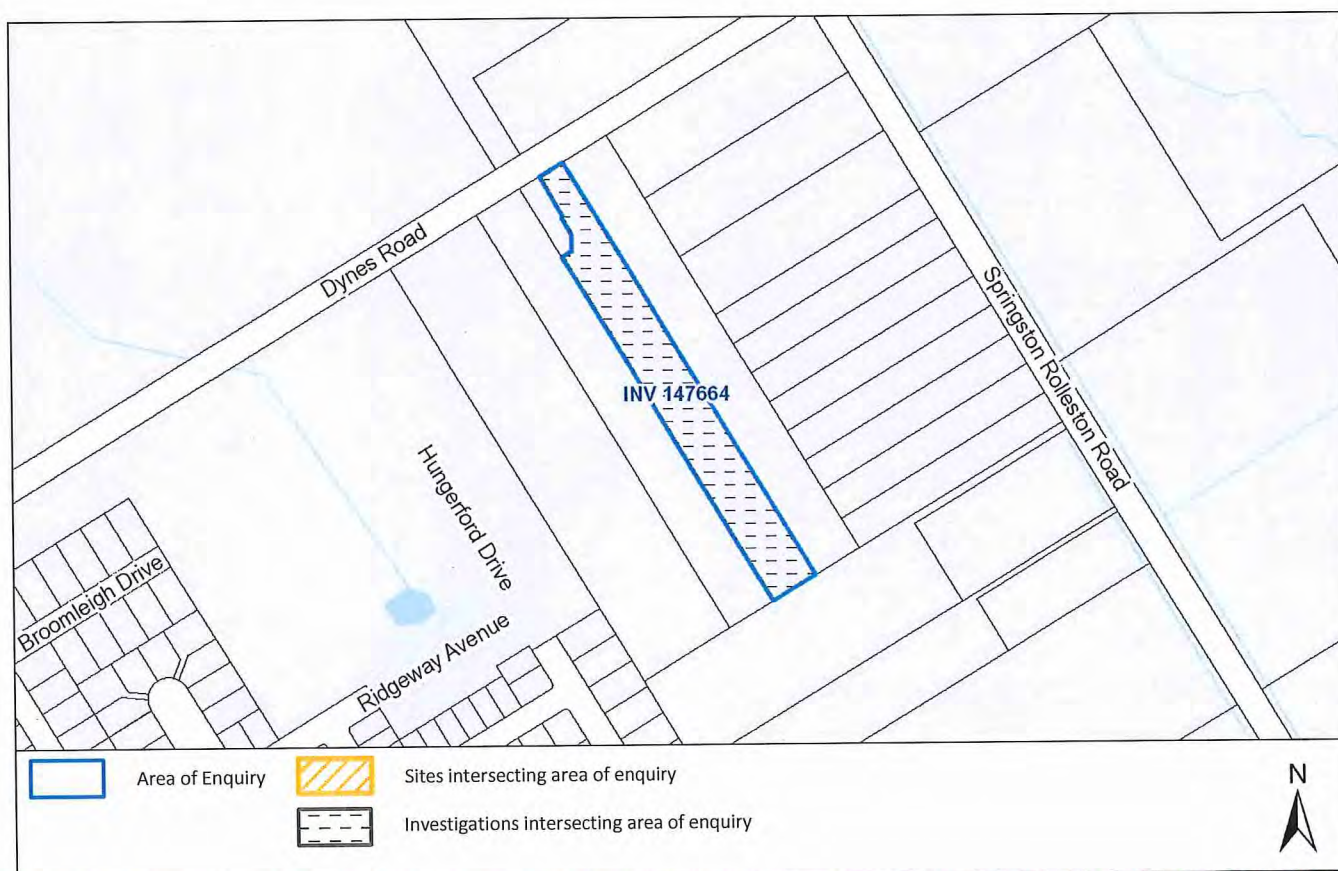 Dynes Road
Springston Rolleston Road
INV 147664
Hungerford Drive
Broomleigh Drive
Ridgeway Avenue
Area of Enquiry
Sites intersecting area of enquiry
Investigations intersecting area of enquiry
N